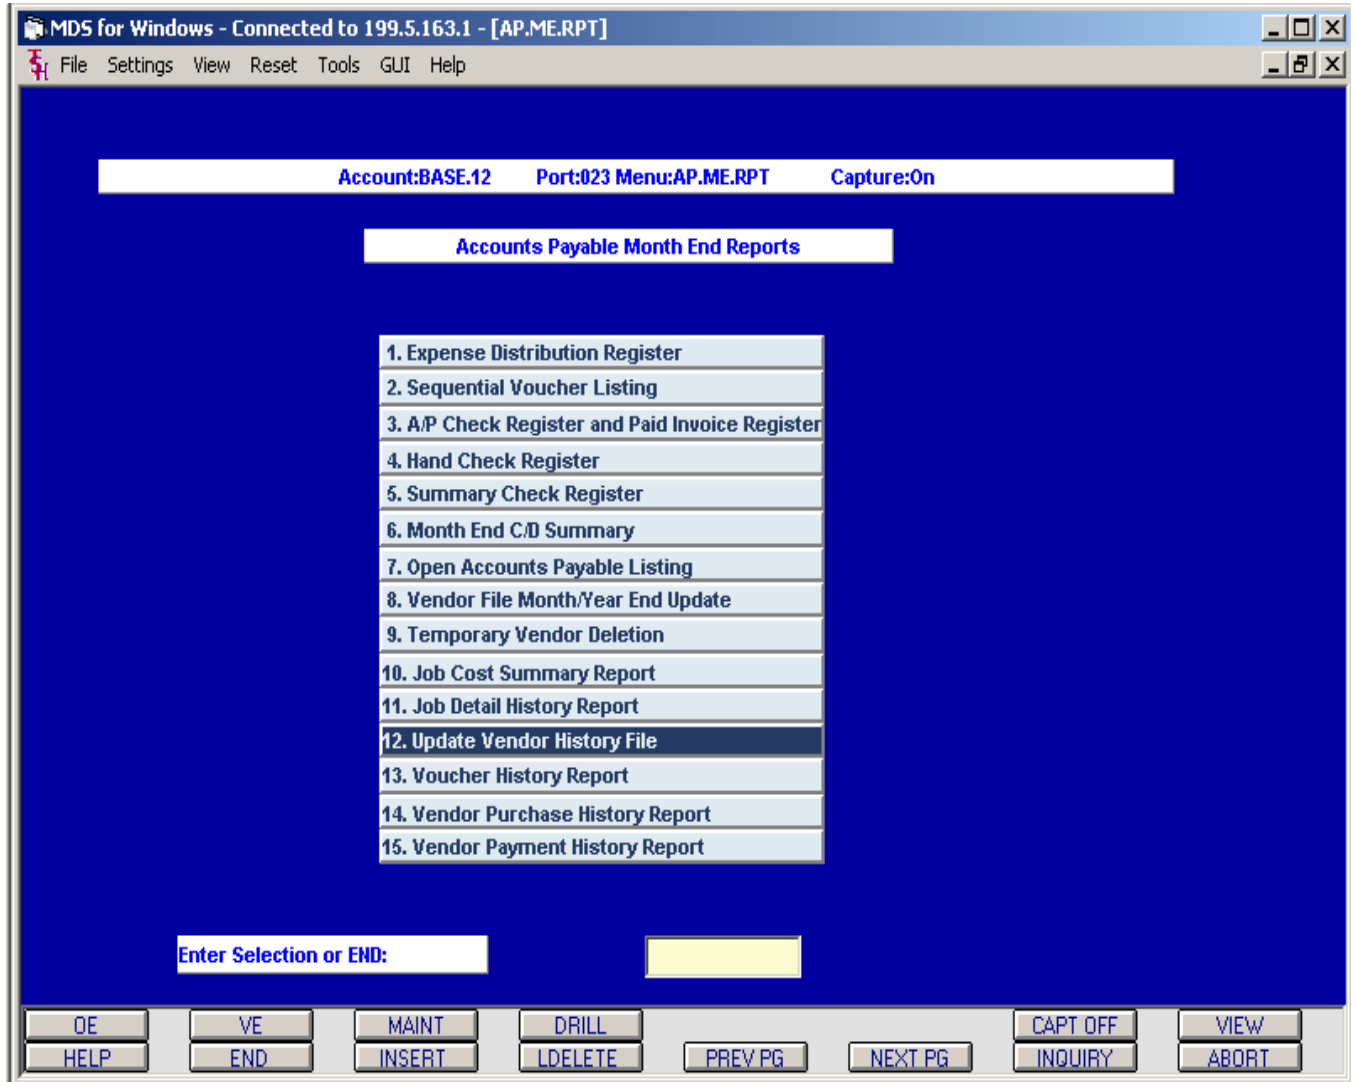 MDS for Windows - Connected to 199.5.163.1 - [AP.ME.RPT]
File Settings View Reset Tools GUI Help
Account:BASE.12 Port:023 Menu:AP.ME.RPT Capture:On
Accounts Payable Month End Reports
1. Expense Distribution Register
2. Sequential Voucher Listing
3. A/P Check Register and Paid Invoice Register
4. Hand Check Register
5. Summary Check Register
6. Month End C/D Summary
7. Open Accounts Payable Listing
8. Vendor File Month/Year End Update
9. Temporary Vendor Deletion
10. Job Cost Summary Report
11. Job Detail History Report
12. Update Vendor History File
13. Voucher History Report
14. Vendor Purchase History Report
15. Vendor Payment History Report
Enter Selection or END:
OE VE MAINT DRILL CAPT OFF VIEW
HELP END INSERT LDELETE PREV PG NEXT PG INQUIRY ABORT